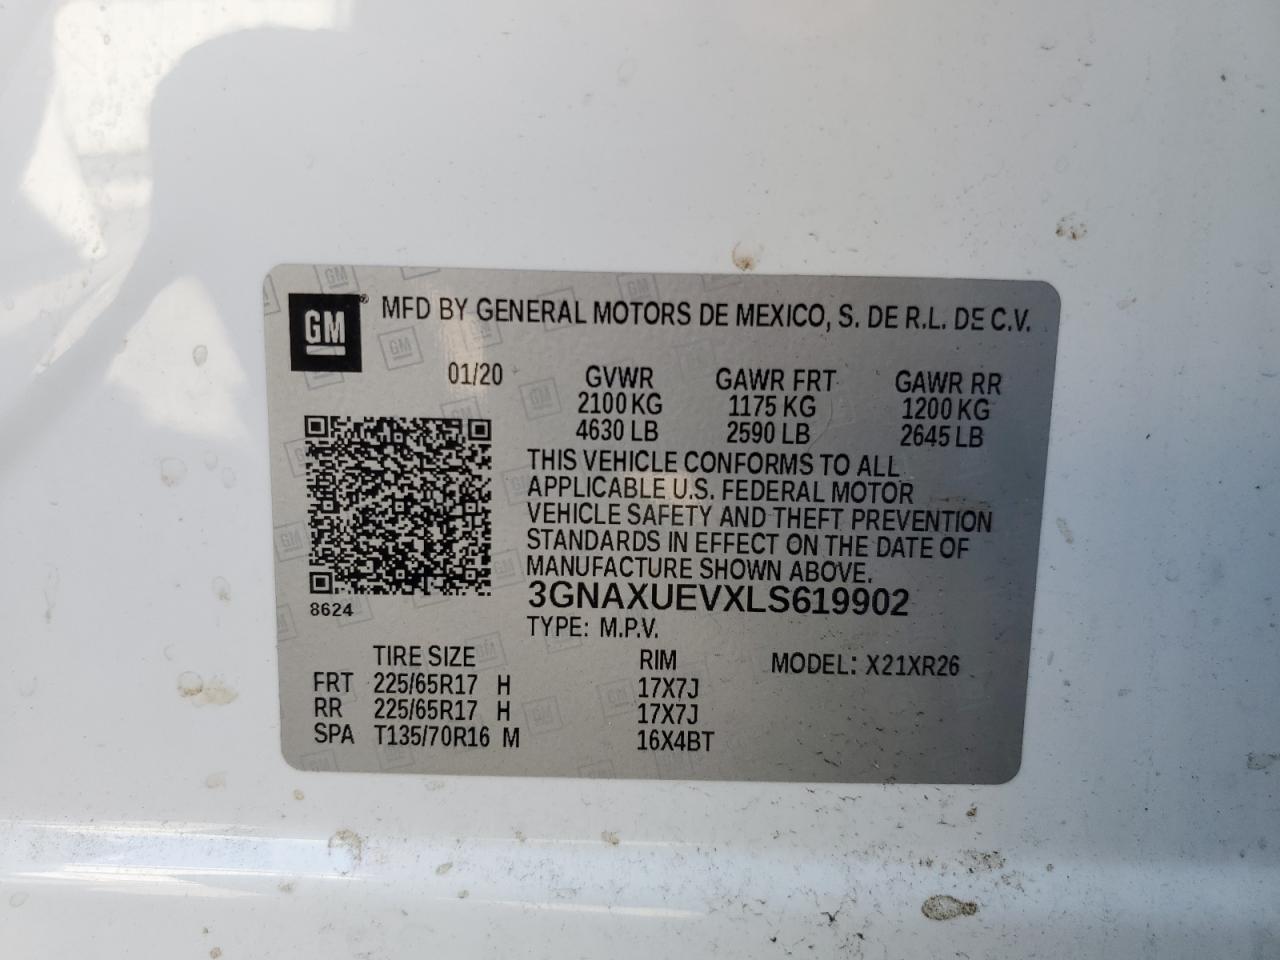 GM® MFD BY GENERAL MOTORS DE MEXICO, S. DE R.L. DE C.V.
01/20 GVWR GAWR FRT GAWR RR
2100 KG 1175 KG 1200 KG
4630 LB 2590 LB 2645 LB
THIS VEHICLE CONFORMS TO ALL
APPLICABLE U.S. FEDERAL MOTOR
VEHICLE SAFETY AND THEFT PREVENTION
STANDARDS IN EFFECT ON THE DATE OF
MANUFACTURE SHOWN ABOVE.
3GNAXUEVXLS619902
8624
TYPE: M.P.V.
TIRE SIZE RIM MODEL: X21XR26
FRT 225/65R17 H 17X7J
RR 225/65R17 H 17X7J
SPA T135/70R16 M 16X4BT